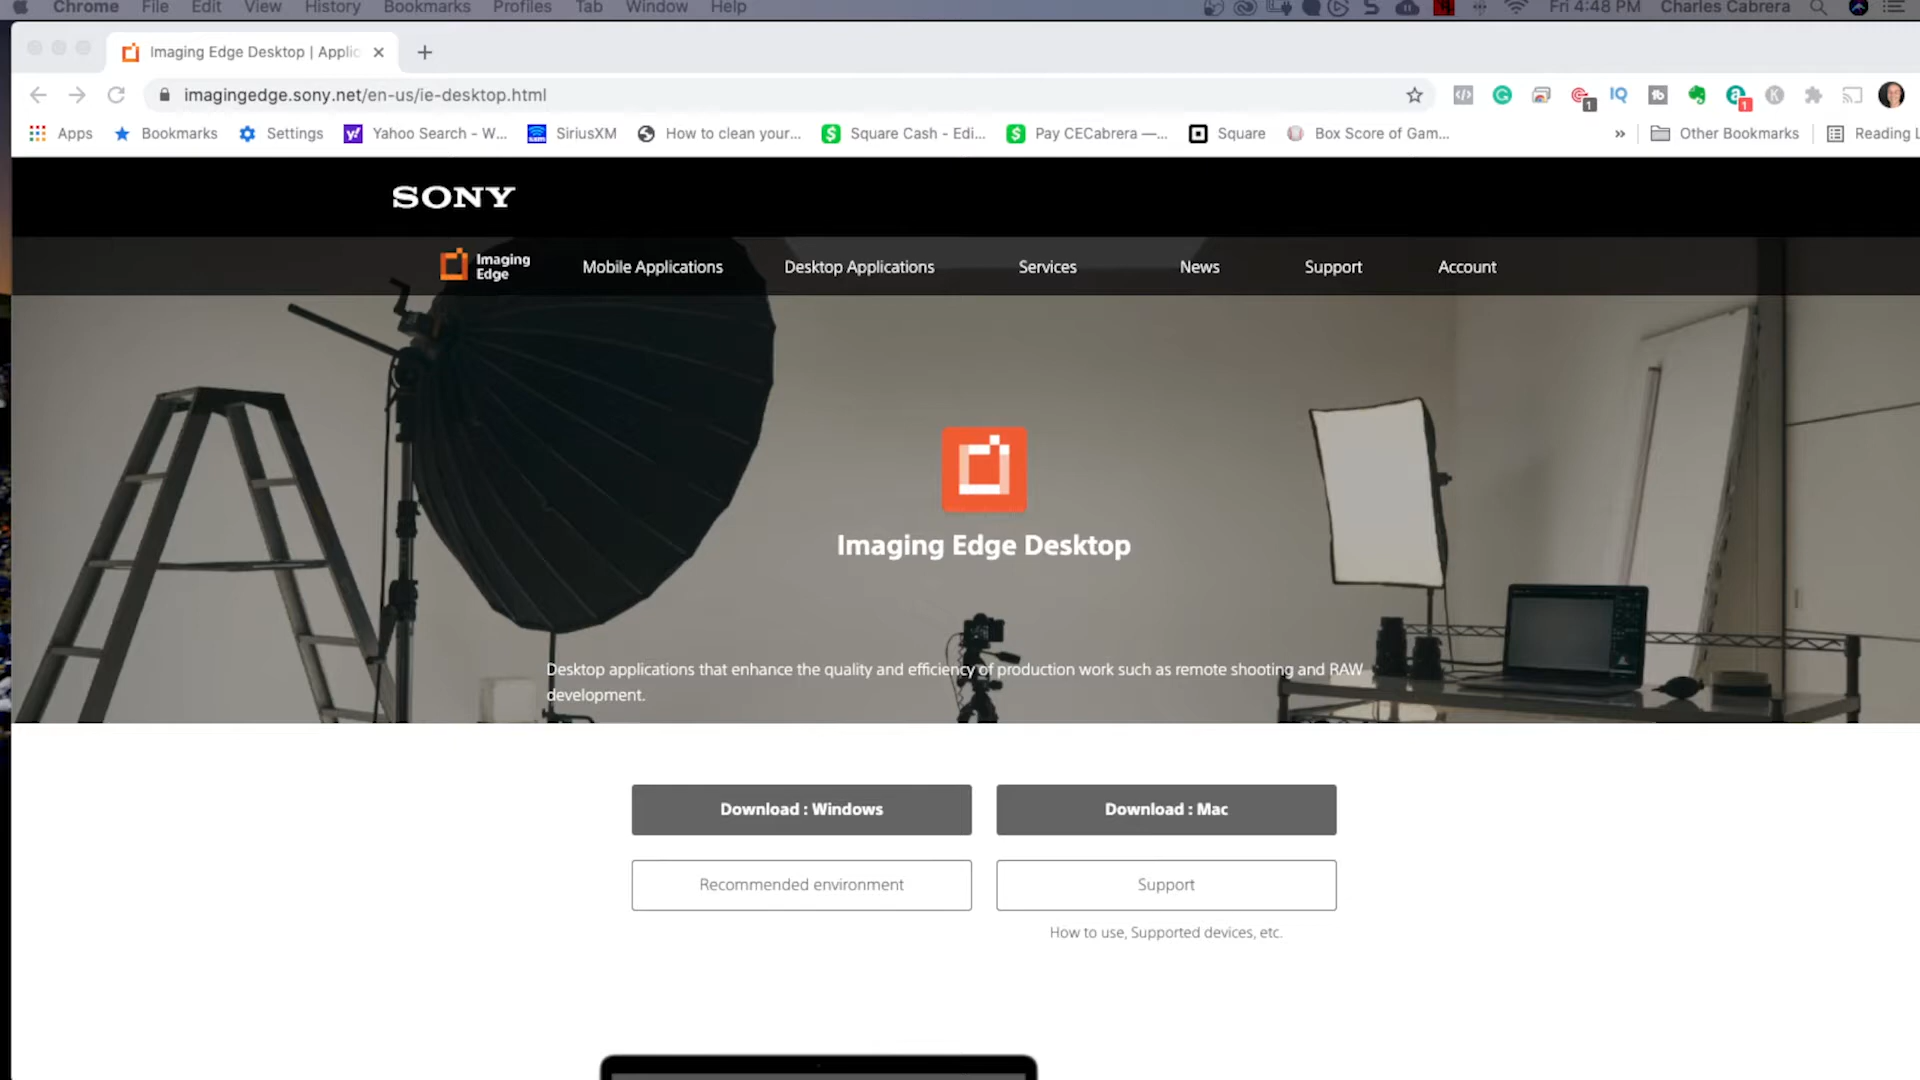 Chrome File Edit View History Bookmarks Profiles Tab Window Help Fri 4:48 PM Charles Cabrera
Imaging Edge Desktop | Applic
imagingedge.sony.net/en-us/ie-desktop.html
Apps Bookmarks Settings Yahoo Search - W... SiriusXM How to clean your... Square Cash - Edi... Pay CECabrera —... Square Box Score of Gam... » Other Bookmarks Reading L
SONY
Imaging Edge Mobile Applications Desktop Applications Services News Support Account
Imaging Edge Desktop
Desktop applications that enhance the quality and efficiency of production work such as remote shooting and RAW
development.
Download : Windows Download : Mac
Recommended environment Support
How to use, Supported devices, etc.